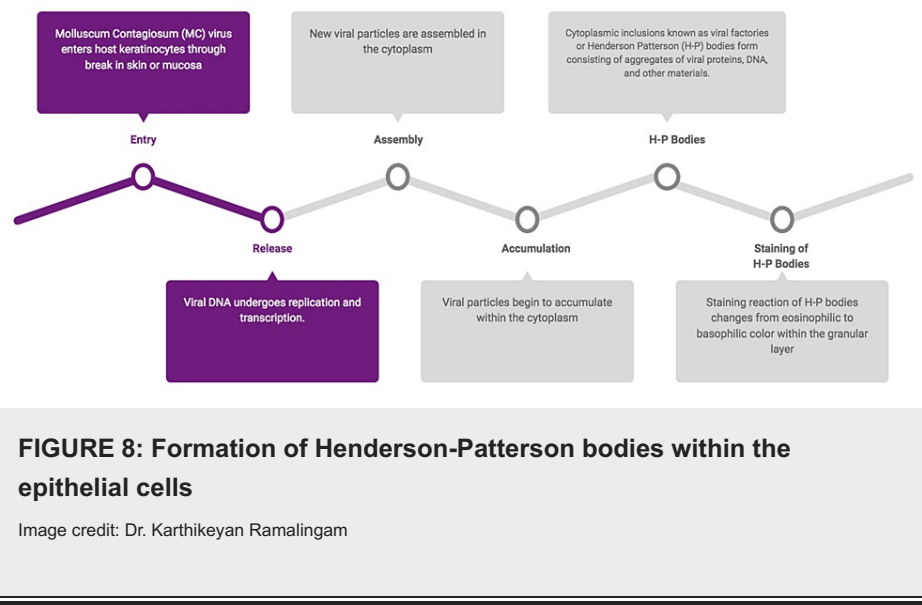 Molluscum Contagiosum (MC) virus
enters host keratinocytes through
break in skin or mucosa
Entry
Release
Viral DNA undergoes replication and
transcription.
New viral particles are assembled in
the cytoplasm
Assembly
Accumulation
Viral particles begin to accumulate
within the cytoplasm
Cytoplasmic inclusions known as viral factories
or Henderson Patterson (H-P) bodies form
consisting of aggregates of viral proteins, DNA,
and other materials.
H-P Bodies
Staining of
H-P Bodies
Staining reaction of H-P bodies
changes from eosinophilic to
basophilic color within the granular
layer
FIGURE 8: Formation of Henderson-Patterson bodies within the
epithelial cells
Image credit: Dr. Karthikeyan Ramalingam